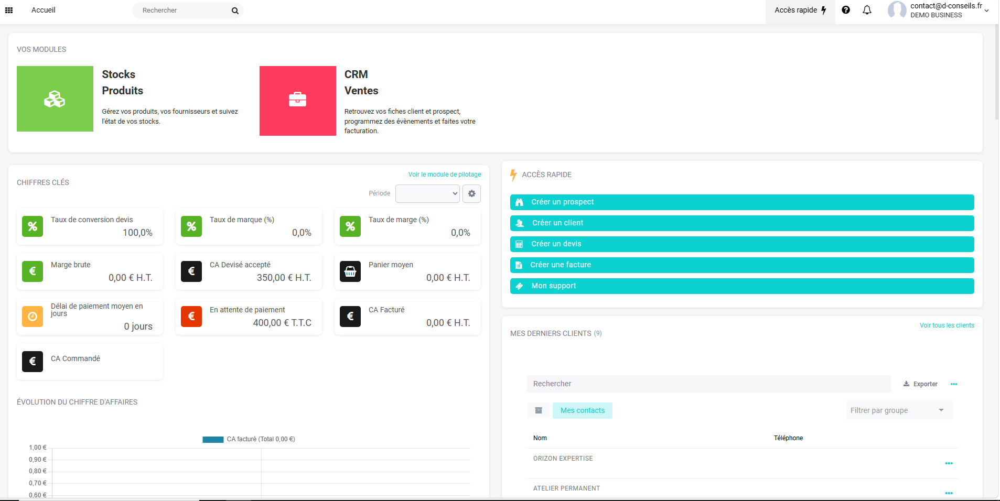 Accueil
Rechercher
Accès rapide
contact@d-conseils.fr
DEMO BUSINESS
VOS MODULES
Stocks
Produits
Gérez vos produits, vos fournisseurs et suivez
l'état de vos stocks.
CRM
Ventes
Retrouvez vos fiches client et prospect,
programmez des évènements et faites votre
facturation.
CHIFFRES CLÉS
Voir le module de pilotage
Période
Taux de conversion devis
100,0%
Taux de marque (%)
0,0%
Taux de marge (%)
0,0%
Marge brute
0,00 € H.T.
CA Devisé accepté
350,00 € H.T.
Panier moyen
0,00 € H.T.
Délai de paiement moyen en
jours
0 jours
En attente de paiement
400,00 € T.T.C
CA Facturé
0,00 € H.T.
CA Commandé
ÉVOLUTION DU CHIFFRE D'AFFAIRES
CA facturé (Total 0,00 €)
1,00 €
0,90 €
0,80 €
0,70 €
0,60 €
ACCÈS RAPIDE
Créer un prospect
Créer un client
Créer un devis
Créer une facture
Mon support
Voir tous les clients
MES DERNIERS CLIENTS (9)
Rechercher
Exporter
Mes contacts
Filtrer par groupe
Nom
Téléphone
ORIZON EXPERTISE
ATELIER PERMANENT